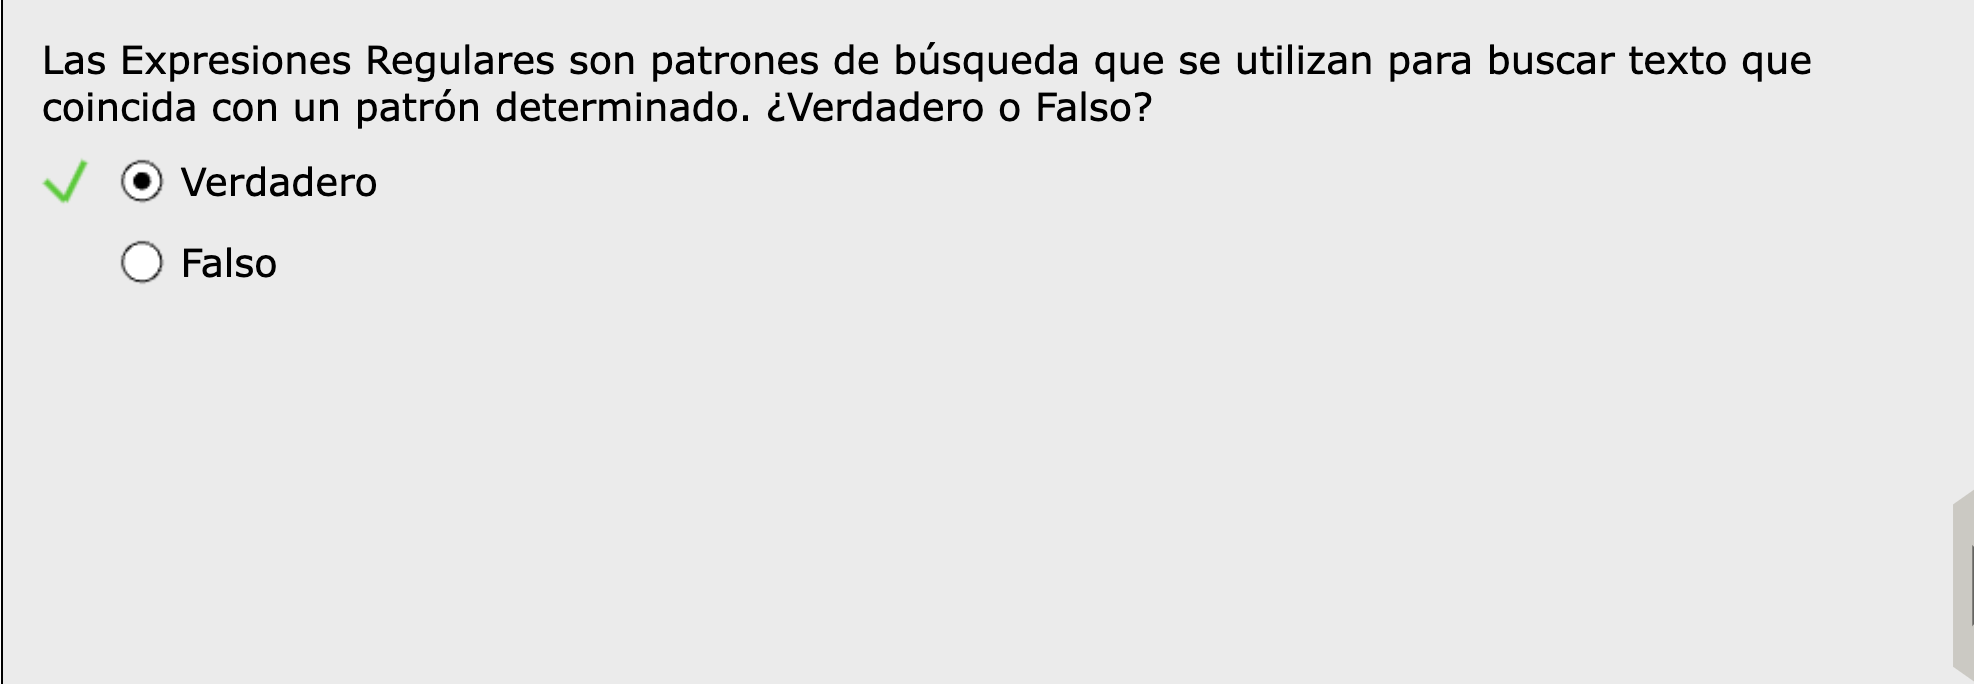 Las Expresiones Regulares son patrones de búsqueda que se utilizan para buscar texto que
coincida con un patrón determinado. ¿Verdadero o Falso?
Verdadero
Falso